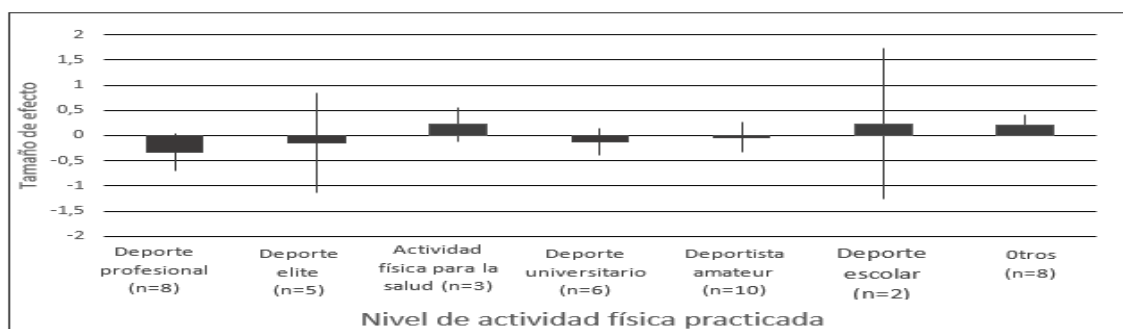 Tamaño de efecto
2
1,5
1
0,5
0
-0,5
-1
-1,5
-2
Deporte
profesional
(n=8)
Deporte
elite
(n=5)
Actividad
física para la
salud (n=3)
Deporte
universitario
(n=6)
Deportista
amateur
(n=10)
Deporte
escolar
(n=2)
Otros
(n=8)
Nivel de actividad física practicada